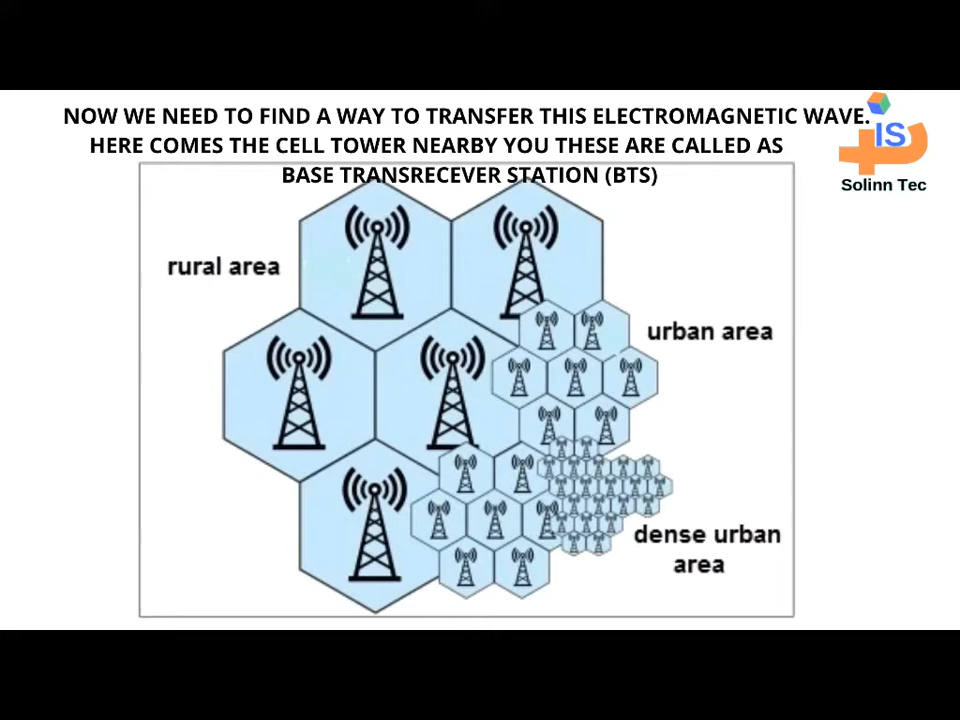 NOW WE NEED TO FIND A WAY TO TRANSFER THIS ELECTROMAGNETIC WAVE.
HERE COMES THE CELL TOWER NEARBY YOU THESE ARE CALLED AS
BASE TRANSRECEVER STATION (BTS)
IS
Solinn Tec
rural area
urban area
dense urban
area